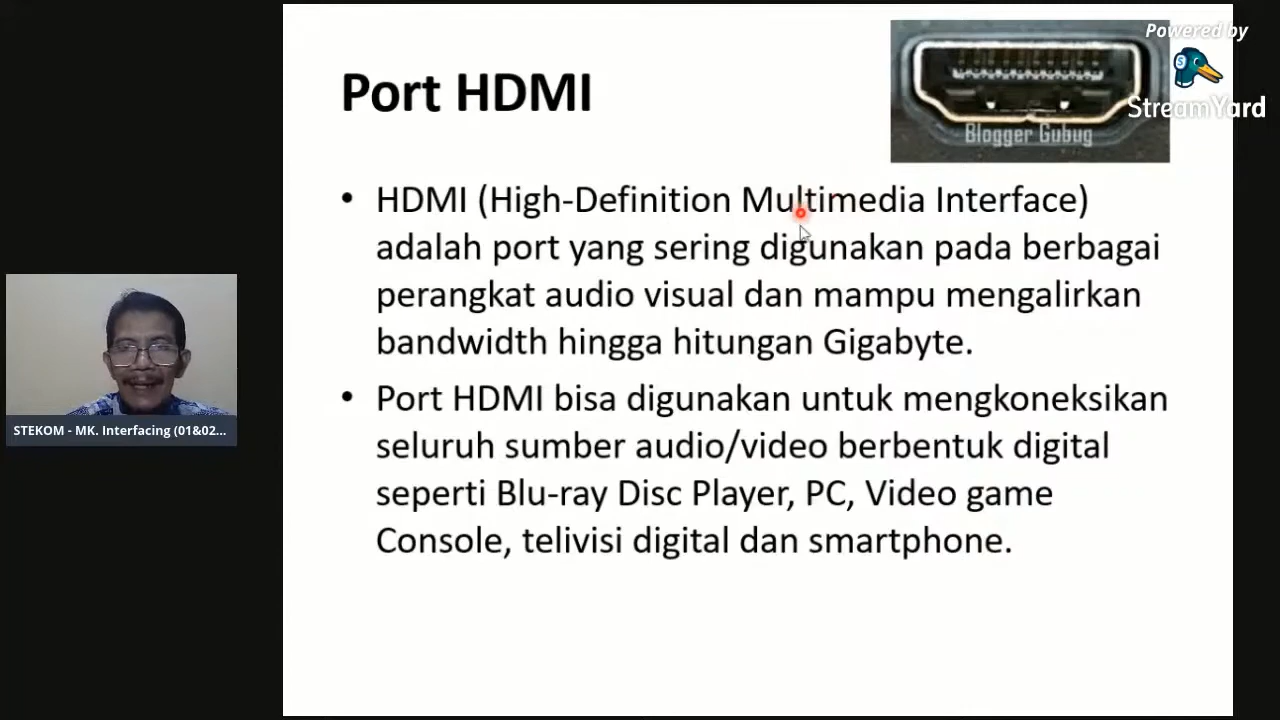 Powered by
StreamYard
Blogger Gubug
Port HDMI
• HDMI (High-Definition Multimedia Interface)
adalah port yang sering digunakan pada berbagai
perangkat audio visual dan mampu mengalirkan
bandwidth hingga hitungan Gigabyte.
• Port HDMI bisa digunakan untuk mengkoneksikan
seluruh sumber audio/video berbentuk digital
seperti Blu-ray Disc Player, PC, Video game
Console, telivisi digital dan smartphone.
STEKOM - MK. Interfacing (01&02...